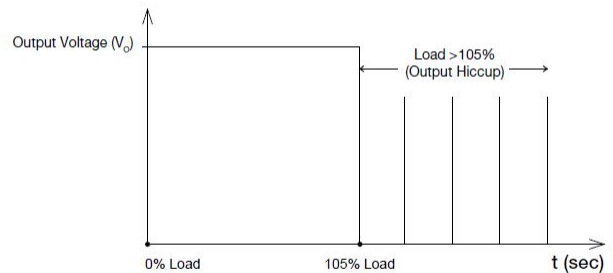 Output Voltage (Vo)
Load >105%
(Output Hiccup)
0% Load
105% Load
t (sec)